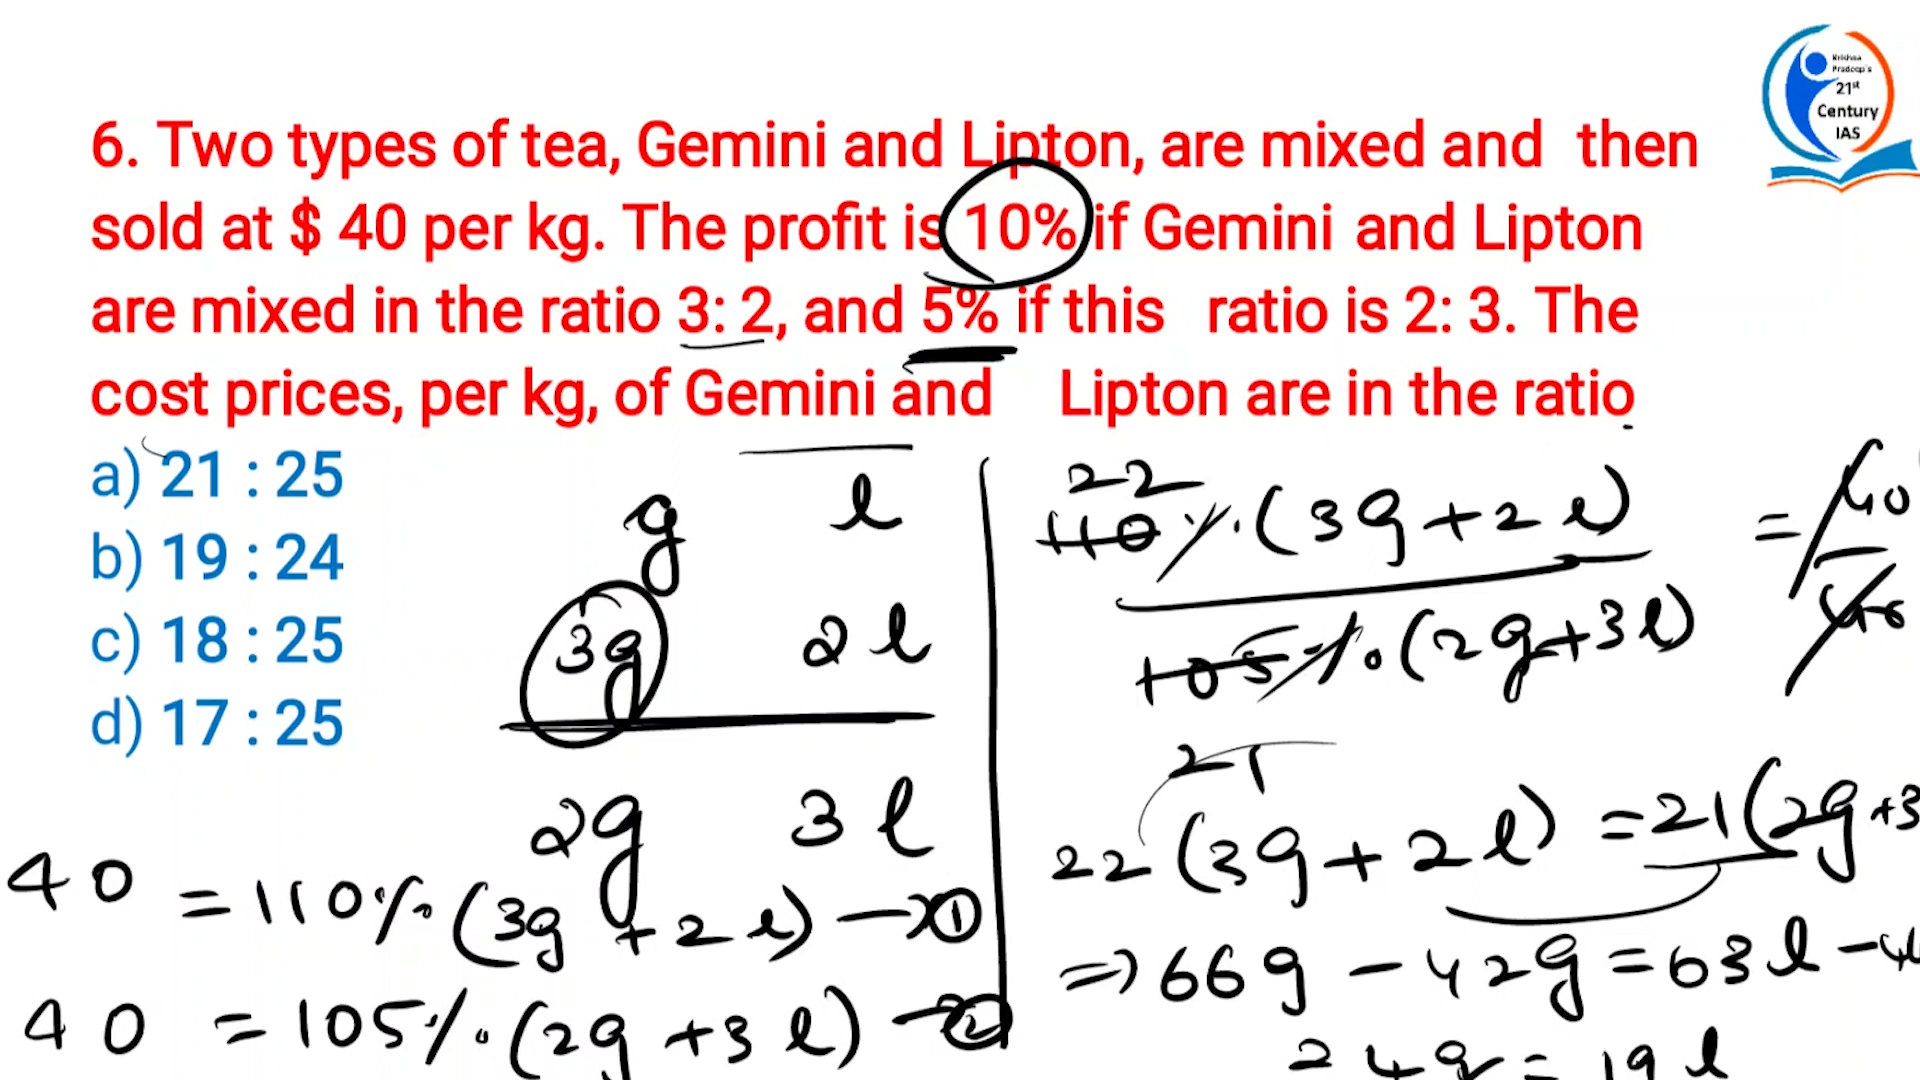 Krishna
Pradeep's
21st
Century
IAS
6. Two types of tea, Gemini and Lipton, are mixed and then
sold at $ 40 per kg. The profit is 10% if Gemini and Lipton
are mixed in the ratio 3: 2, and 5% if this ratio is 2: 3. The
cost prices, per kg, of Gemini and Lipton are in the ratio
a) 21 : 25
b) 19 : 24
c) 18 : 25
d) 17 : 25
g l
3g 2l
2g 3l
40 = 110% (3g + 2l) → 1
40 = 105% (2g + 3l) → 2
22
110% (3g + 2l) = 40
105% (2g + 3l) 40
21
22 (3g + 2l) = 21 (2g + 3
⇒ 66g - 42g = 63l - 4
24g = 19l